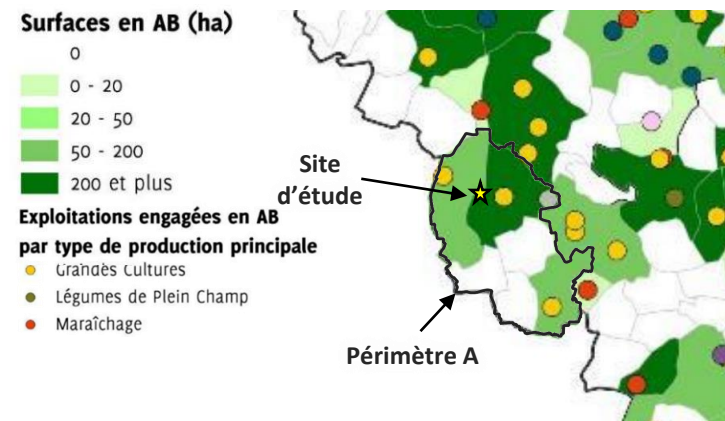 Surfaces en AB (ha)
0
0 - 20
20 - 50
50 - 200
200 et plus
Exploitations engagées en AB
par type de production principale
Grandes Cultures
Légumes de Plein Champ
Maraîchage
Site
d'étude
Périmètre A